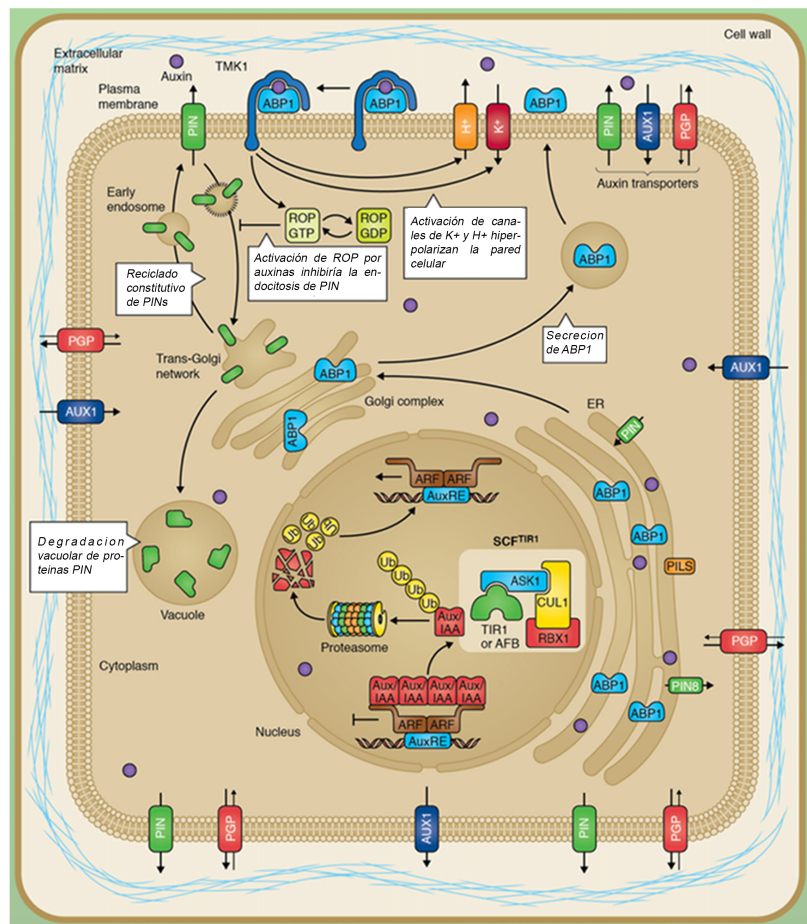 Cell wall
Extracellular
matrix
Auxin
TMK1
Plasma
membrane
PIN
ABP1
ABP1
H+
K+
ABP1
PIN
AUX1
PGP
Auxin transporters
Early
endosome
ROP
GTP
ROP
GDP
Activación de cana-
les de K+ y H+ hiper-
polarizan la pared
celular
ABP1
Activación de ROP por
auxinas inhibiría la en-
docitosis de PIN
Reciclado
constitutivo
de PINs
Secrecion
de ABP1
PGP
Trans-Golgi
network
ABP1
AUX1
AUX1
Golgi complex
ABP1
ER
PIN
ARF
ARF
AuxRE
ABP1
Ub
Ub
Ub
Ub
Ub
ABP1
Degradacion
vacuolar de pro-
teinas PIN
SCFTIR1
Ub
Ub
Ub
Ub
ASK1
CUL1
PILS
Vacuole
Aux/
IAA
TIR1
or AFB
RBX1
Proteasome
PGP
Cytoplasm
Aux/
IAA
Aux/
IAA
Aux/
IAA
Aux/
IAA
ABP1
PIN8
ABP1
Nucleus
ARF
ARF
AuxRE
PIN
PGP
AUX1
PIN
PGP